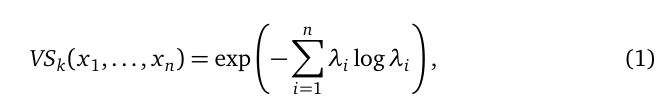 VS_k(x_1, …, x_n) = exp(−∑_{i=1}^{n} λ_i log λ_i), (1)